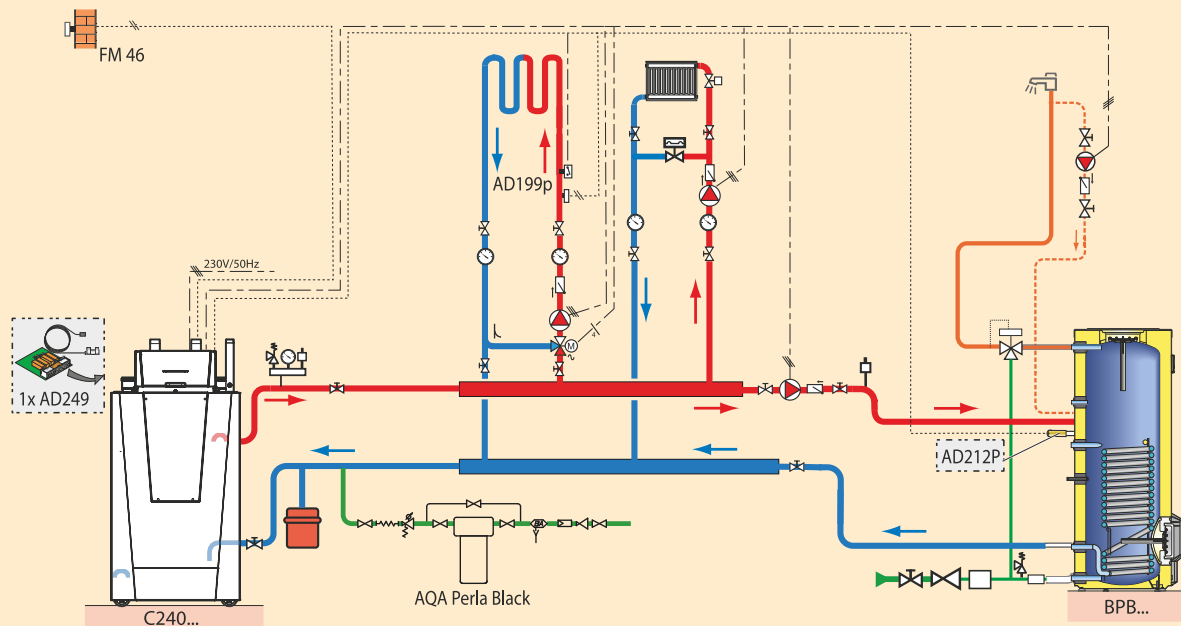 FM 46
AD199p
230V/50Hz
1x AD249
M
AD212P
AQA Perla Black
C240...
BPB...